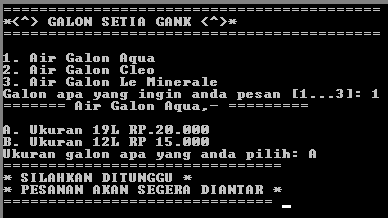 ===========================================
*<^> GALON SETIA GANK <^>*
===========================================
1. Air Galon Aqua
2. Air Galon Cleo
3. Air Galon Le Minerale
Galon apa yang ingin anda pesan [1...3]: 1
======= Air Galon Aqua,- =========
A. Ukuran 19L RP.20.000
B. Ukuran 12L RP 15.000
Ukuran galon apa yang anda pilih: A
===============================
* SILAHKAN DITUNGGU *
* PESANAN AKAN SEGERA DIANTAR *
===============================